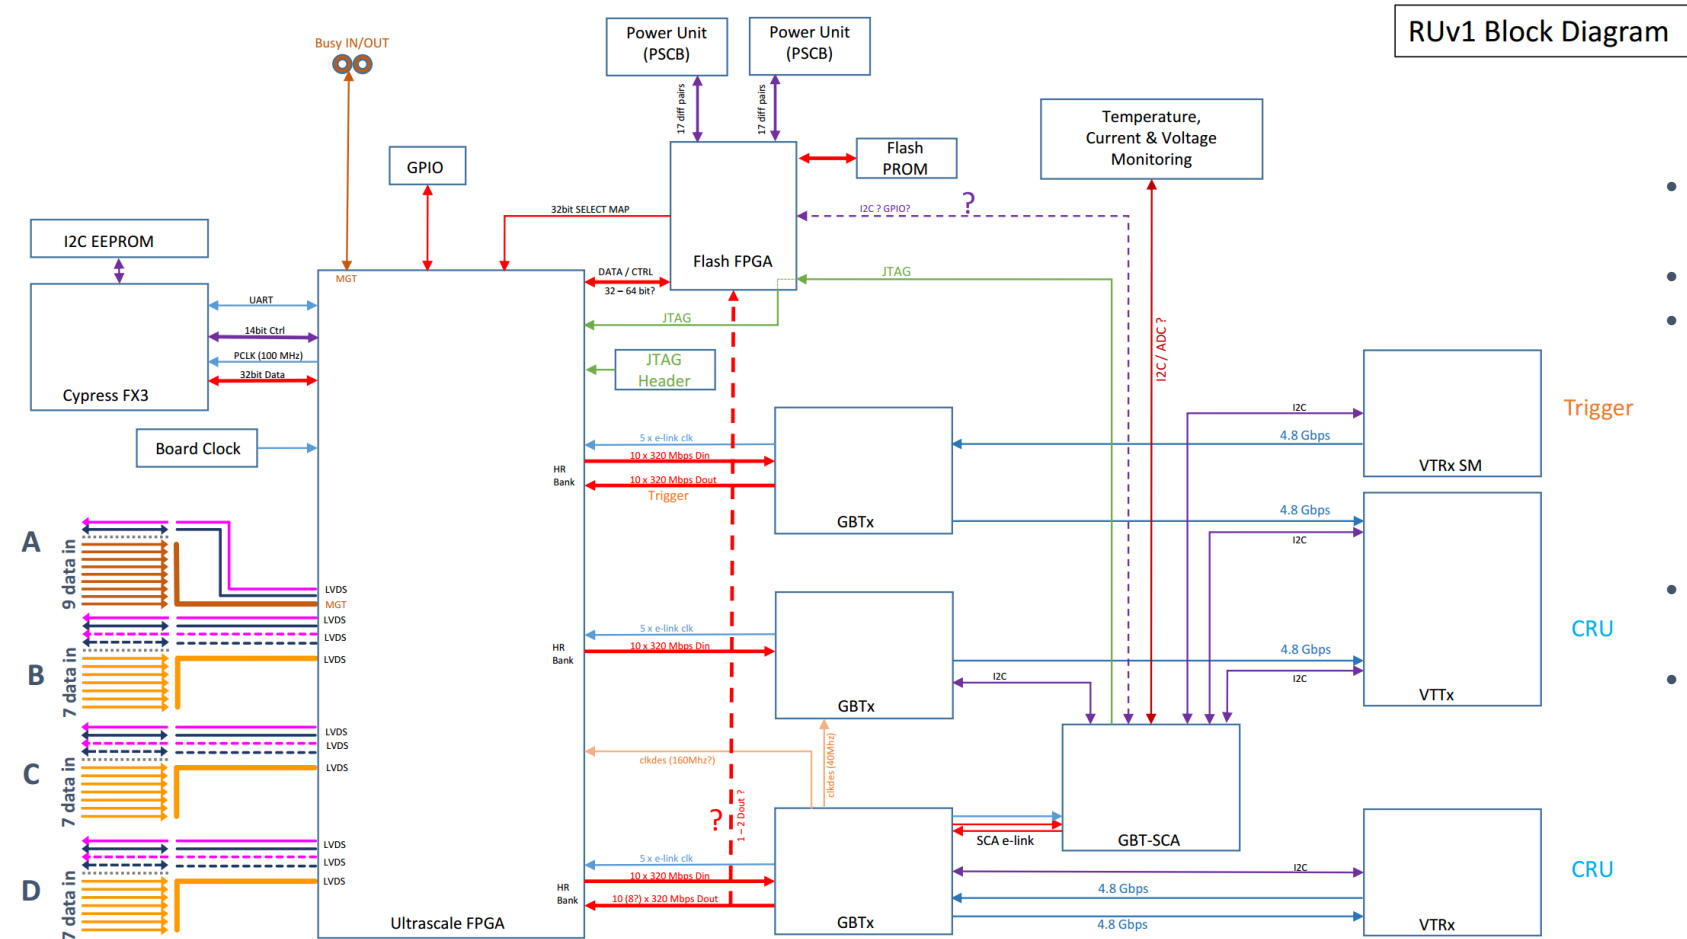 RUv1 Block Diagram
Busy IN/OUT
Power Unit
(PSCB)
Power Unit
(PSCB)
17 diff pairs
17 diff pairs
Temperature,
Current & Voltage
Monitoring
GPIO
Flash
PROM
32bit SELECT MAP
I2C ? GPIO?
?
I2C EEPROM
Flash FPGA
MGT
DATA / CTRL
32 – 64 bit?
JTAG
UART
JTAG
14bit Ctrl
PCLK (100 MHz)
32bit Data
Cypress FX3
JTAG
Header
I2C / ADC ?
Board Clock
I2C
Trigger
5 x e-link clk
4.8 Gbps
10 x 320 Mbps Din
HR
Bank
10 x 320 Mbps Dout
Trigger
VTRx SM
GBTx
4.8 Gbps
I2C
A
9 data in
LVDS
MGT
LVDS
LVDS
LVDS
B
7 data in
5 x e-link clk
10 x 320 Mbps Din
HR
Bank
CRU
4.8 Gbps
I2C
I2C
GBTx
VTTx
LVDS
LVDS
LVDS
C
7 data in
clkdes (160Mhz?)
clkdes (40Mhz)
?
1 – 2 Dout ?
SCA e-link
GBT-SCA
LVDS
LVDS
LVDS
D
7 data in
5 x e-link clk
10 x 320 Mbps Din
HR
Bank
10 (8?) x 320 Mbps Dout
I2C
CRU
4.8 Gbps
4.8 Gbps
Ultrascale FPGA
GBTx
VTRx